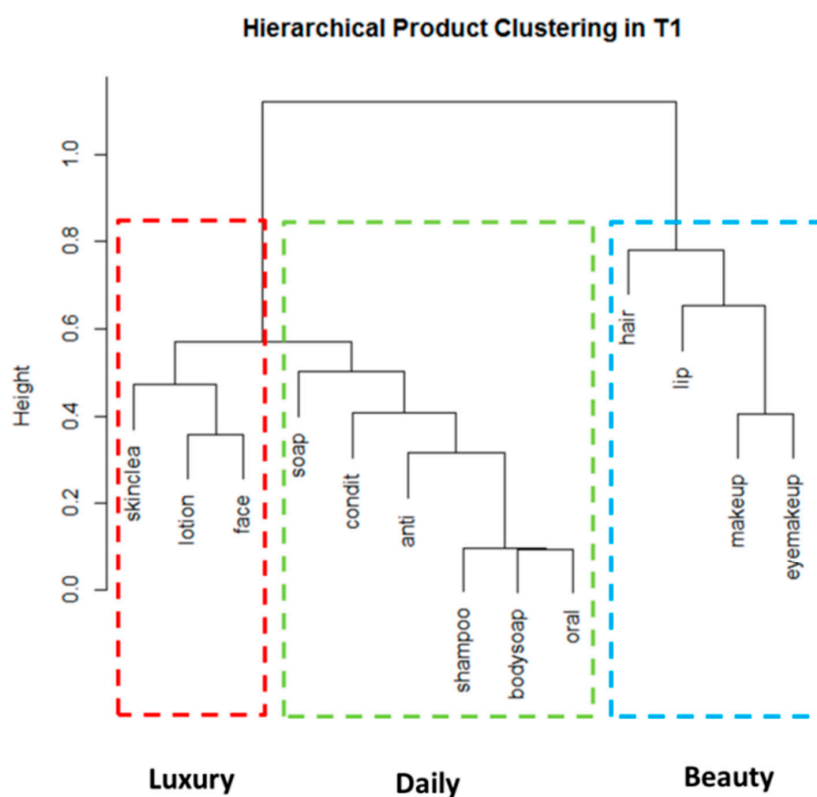 Hierarchical Product Clustering in T1
Height
1.0
0.8
0.6
0.4
0.2
0.0
skinclea
lotion
face
soap
condit
anti
shampoo
bodysoap
oral
hair
lip
makeup
eyemakeup
Luxury
Daily
Beauty